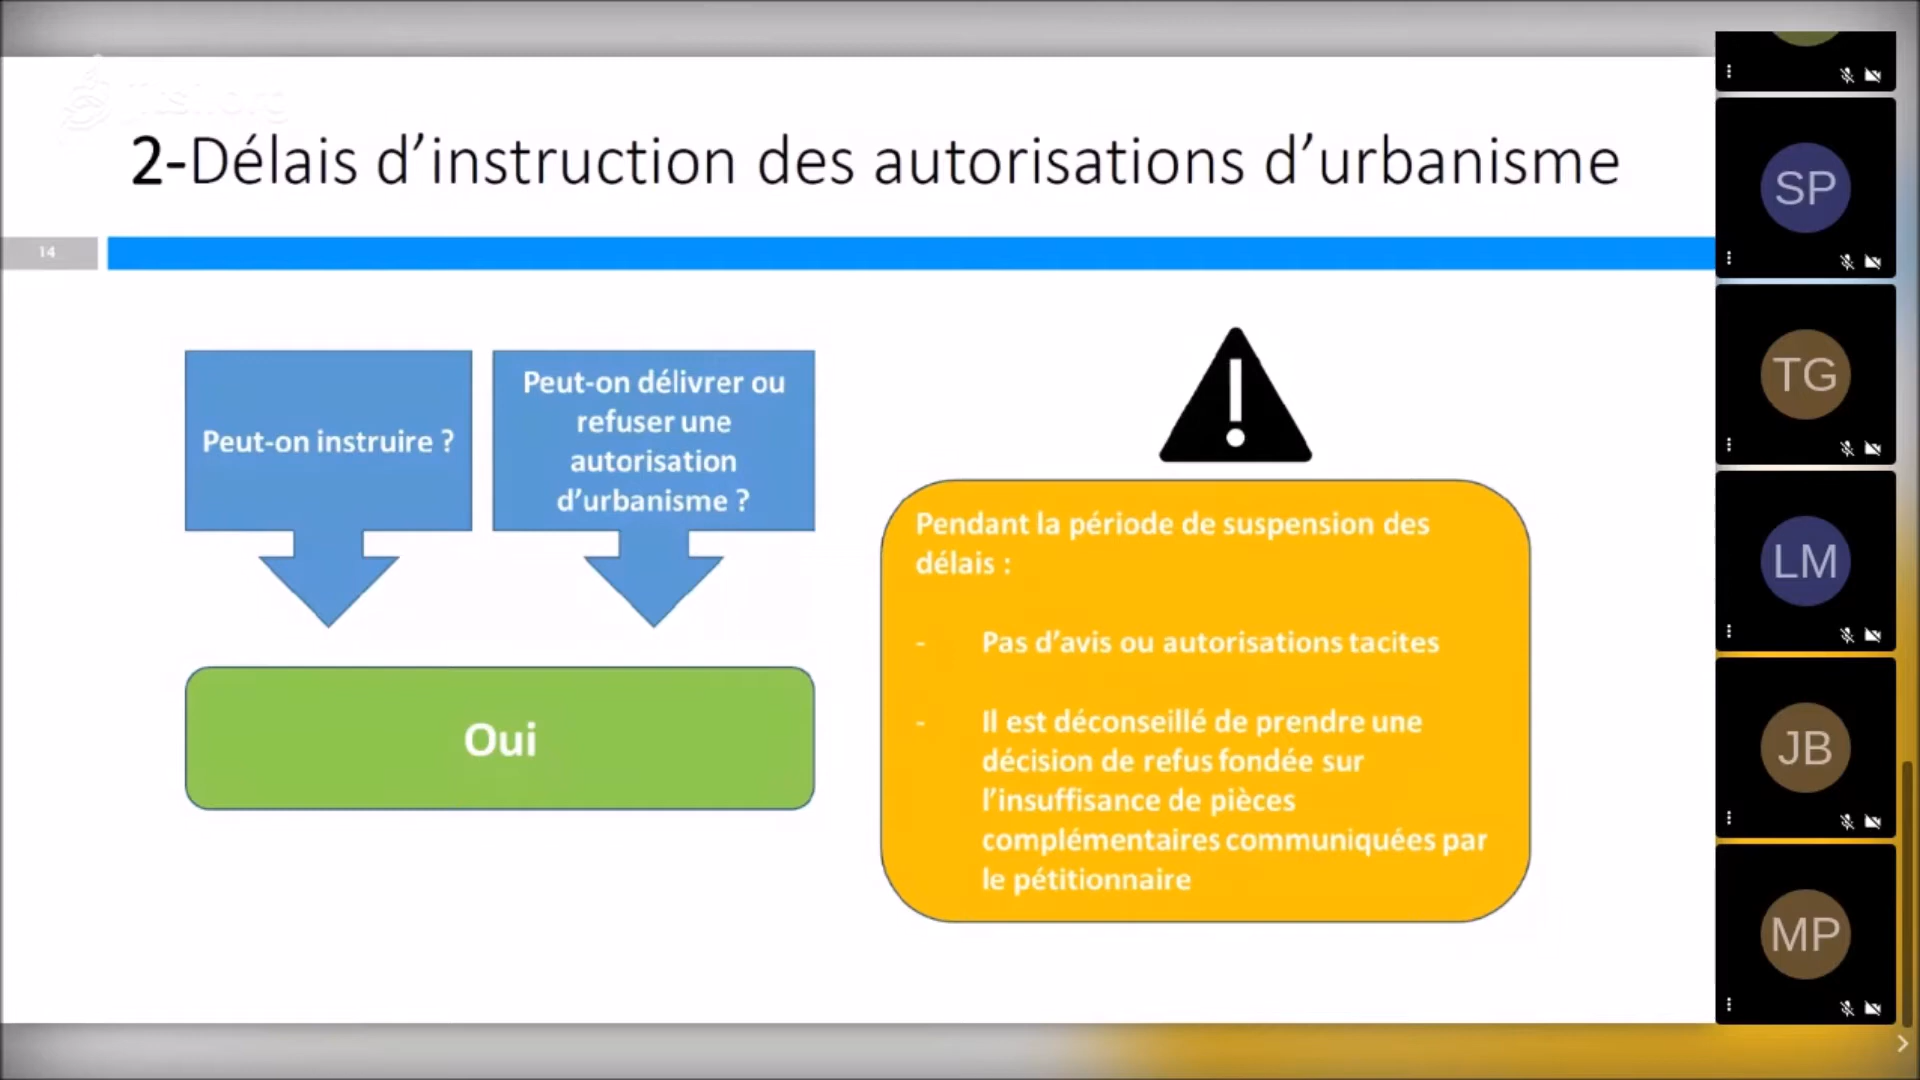 2-Délais d’instruction des autorisations d’urbanisme
14
Peut-on instruire ?
Peut-on délivrer ou
refuser une
autorisation
d’urbanisme ?
Oui
Pendant la période de suspension des
délais :
- Pas d’avis ou autorisations tacites
- Il est déconseillé de prendre une
décision de refus fondée sur
l’insuffisance de pièces
complémentaires communiquées par
le pétitionnaire
SP
TG
LM
JB
MP